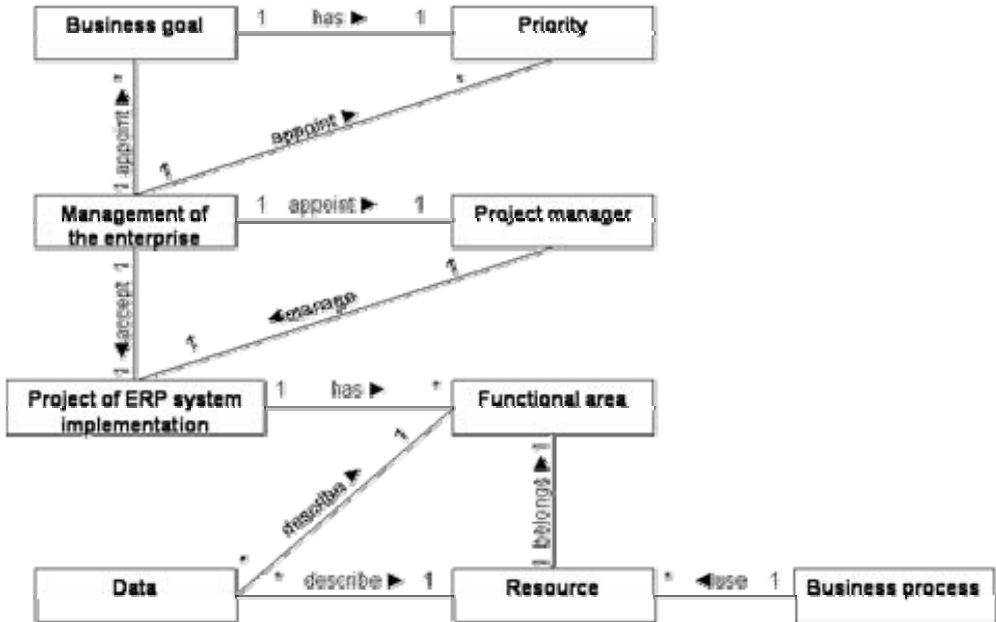 Business goal
1 has ► 1
Priority
1 appoint ► *
1 appoint ► *
Management of
the enterprise
1 appoint ► 1
Project manager
1 accept ► 1
1 ◄manage 1
Project of ERP system
implementation
1 has ► *
Functional area
* describe ► 1
1 belongs ► 1
Data
* describe ► 1
Resource
* ◄use 1
Business process